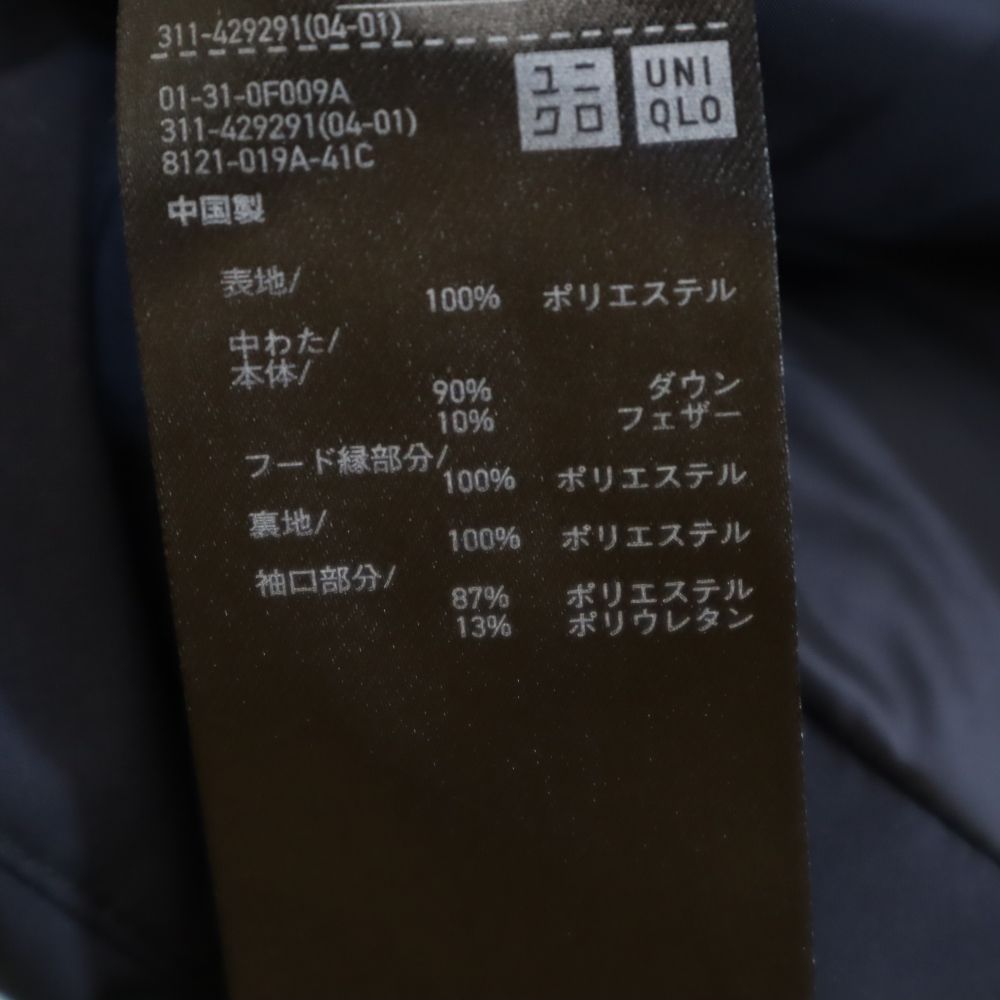 311-429291(04-01)
ユニ
クロ
UNI
QLO
01-31-0F009A
311-429291(04-01)
8121-019A-41C
中国製
表地/
100% ポリエステル
中わた/
本体/
90% ダウン
10% フェザー
フード縁部分/
100% ポリエステル
裏地/
100% ポリエステル
袖口部分/
87% ポリエステル
13% ポリウレタン